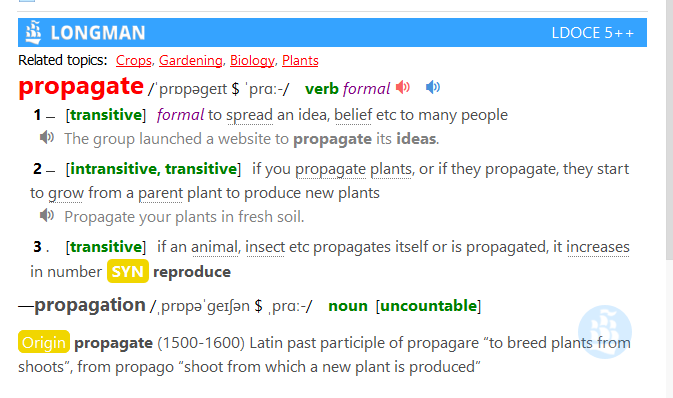 LONGMAN LDOCE 5++
Related topics: Crops, Gardening, Biology, Plants
propagate /ˈprɒpəɡeɪt $ ˈprɑː-/ verb formal
1 – [transitive] formal to spread an idea, belief etc to many people
The group launched a website to propagate its ideas.
2 – [intransitive, transitive] if you propagate plants, or if they propagate, they start
to grow from a parent plant to produce new plants
Propagate your plants in fresh soil.
3 . [transitive] if an animal, insect etc propagates itself or is propagated, it increases
in number SYN reproduce
—propagation /ˌprɒpəˈɡeɪʃən $ ˌprɑː-/ noun [uncountable]
Origin propagate (1500-1600) Latin past participle of propagare “to breed plants from
shoots”, from propago “shoot from which a new plant is produced”